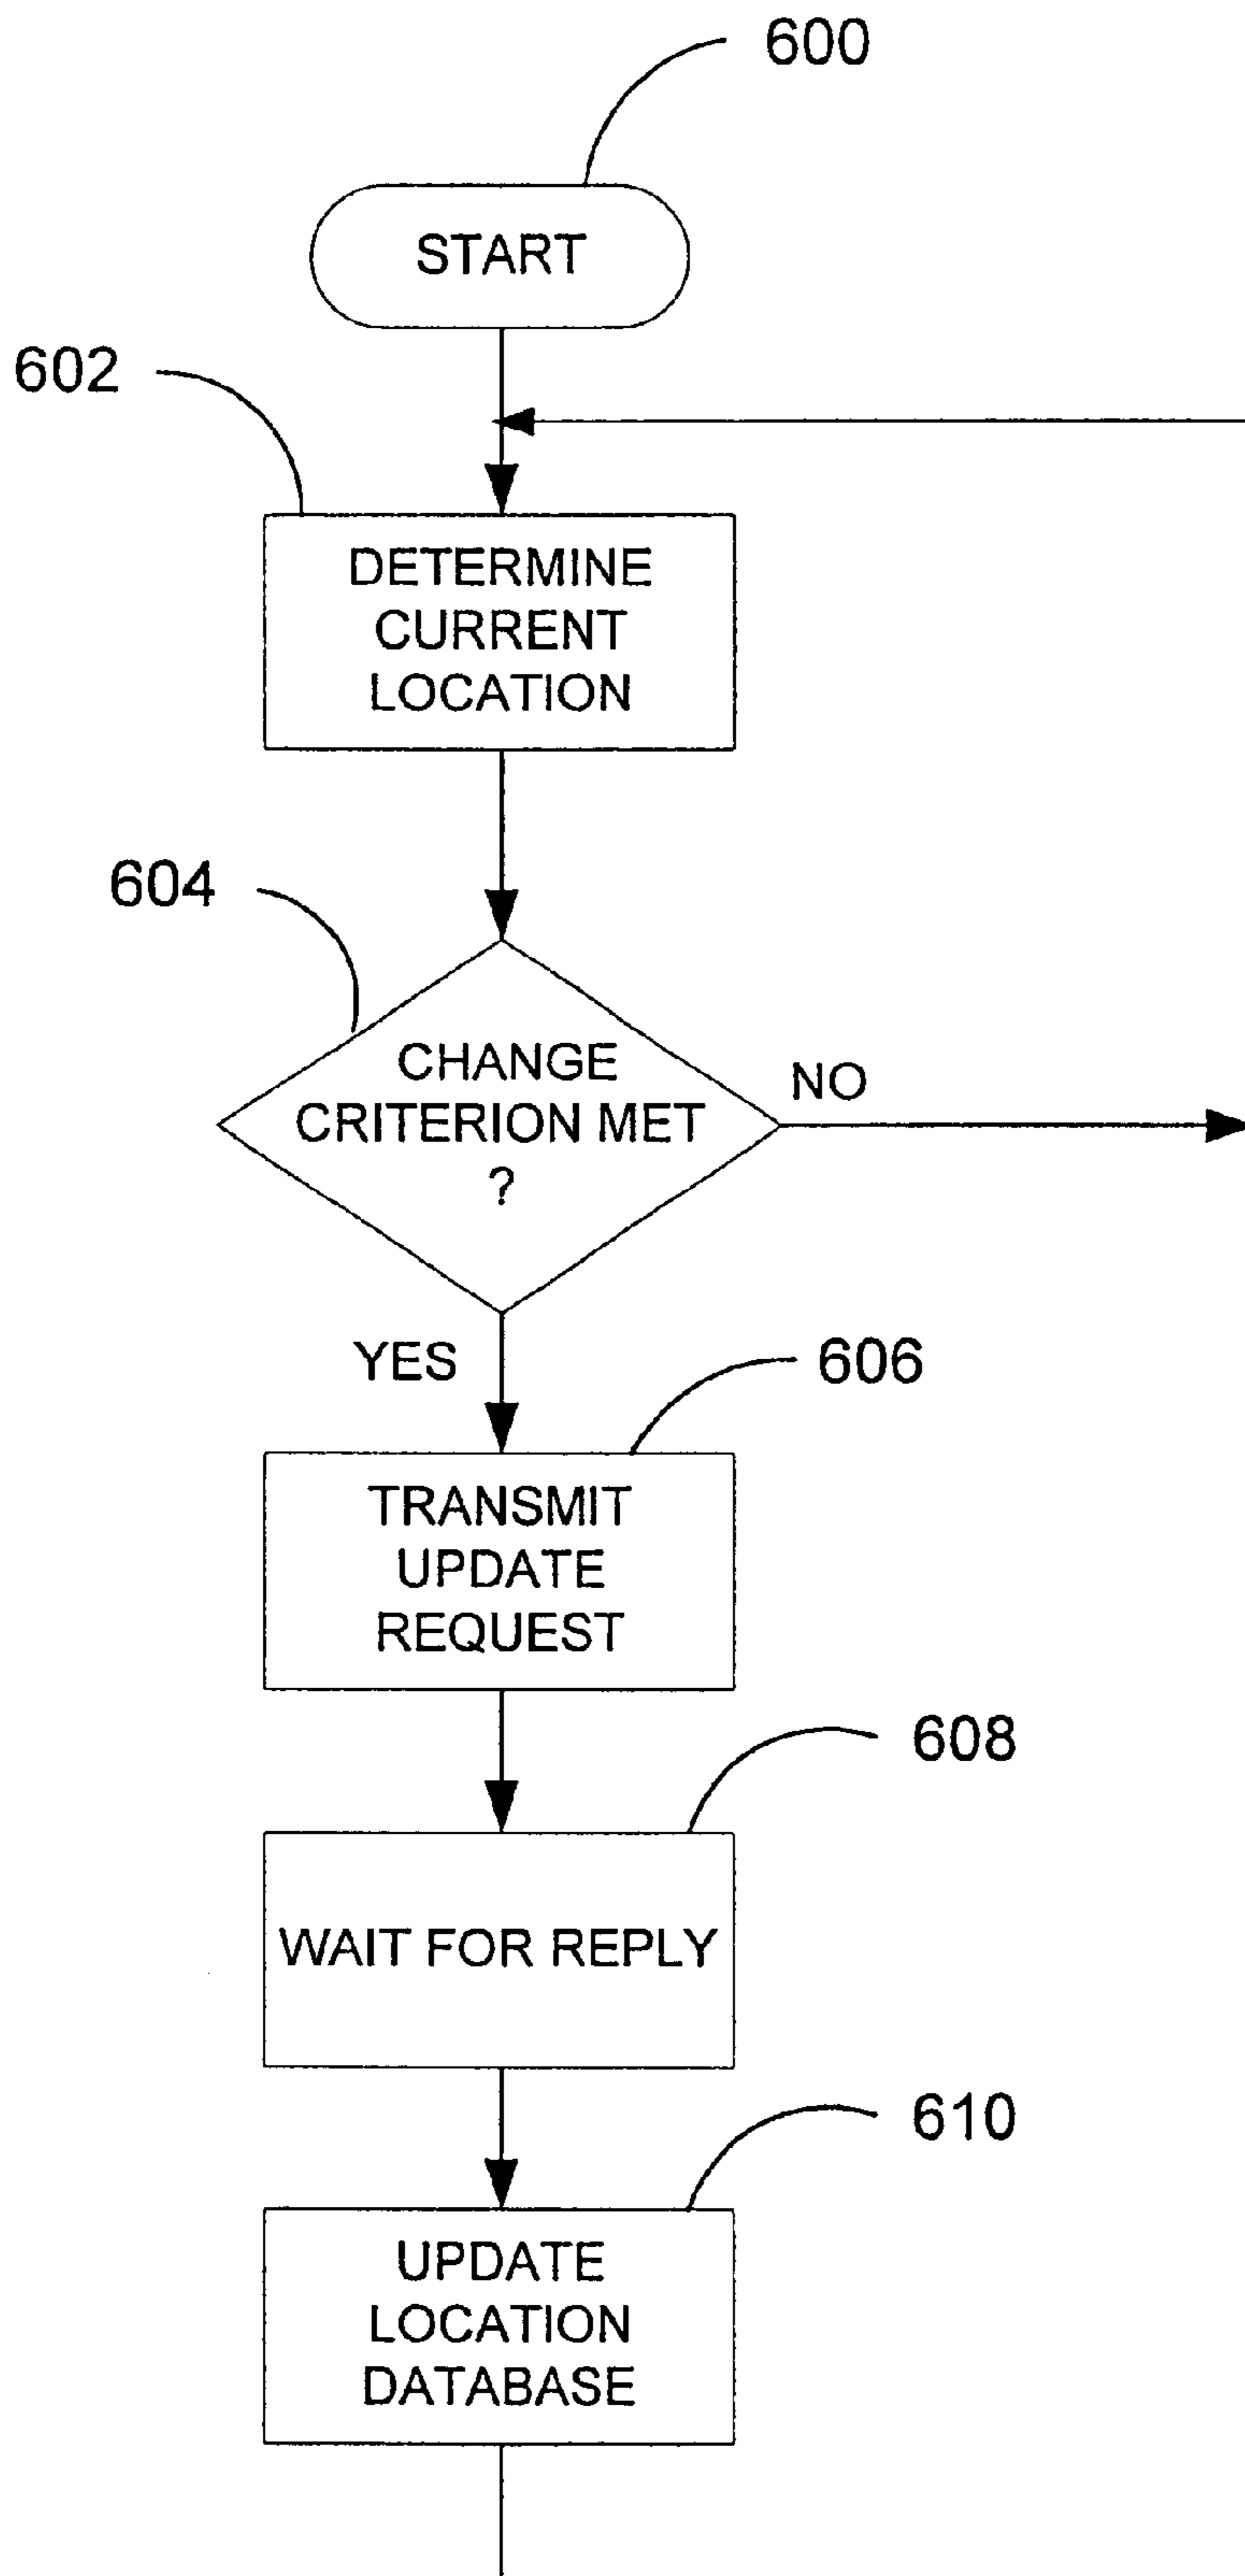 600
START
602
DETERMINE
CURRENT
LOCATION
604
CHANGE
CRITERION MET
?
NO
YES
606
TRANSMIT
UPDATE
REQUEST
608
WAIT FOR REPLY
610
UPDATE
LOCATION
DATABASE